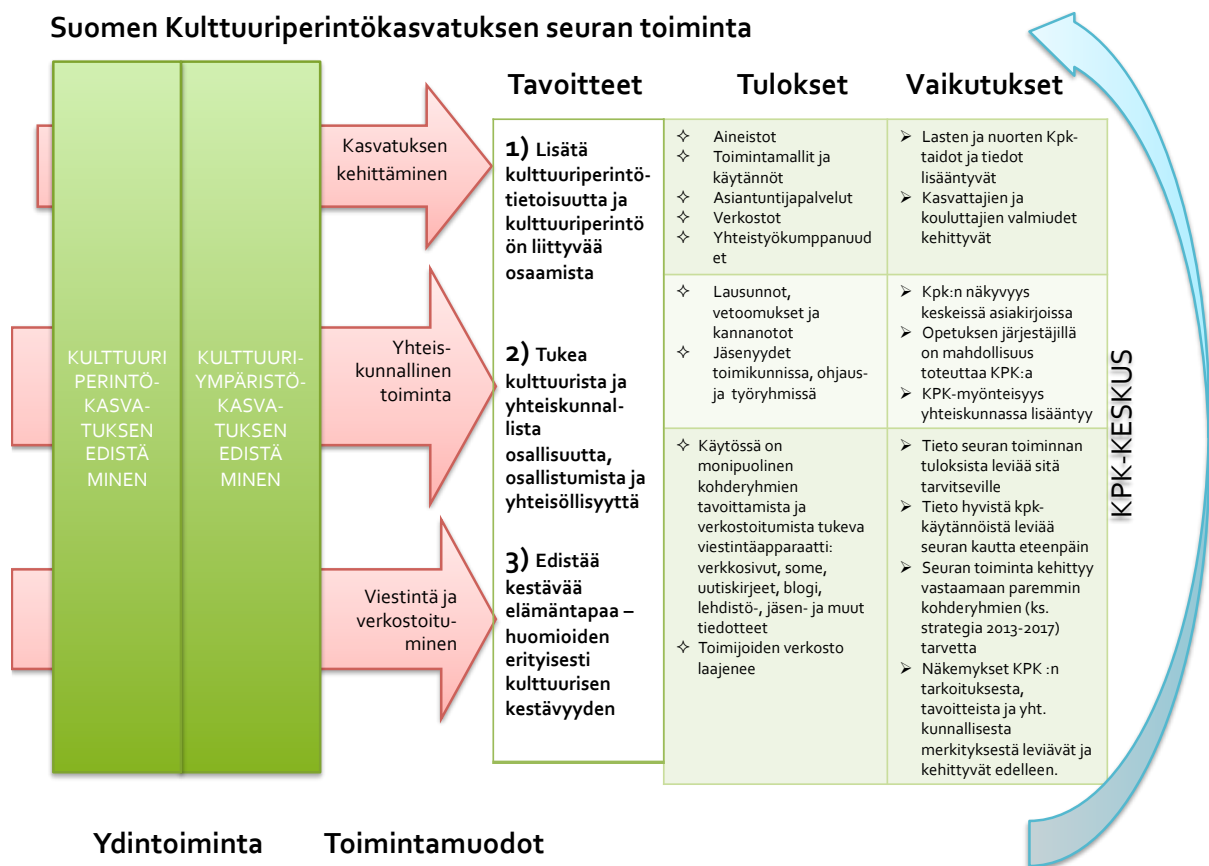 Suomen Kulttuuriperintökasvatuksen seuran toiminta
KULTTUURI
PERINTÖ-
KASVA-
TUKSEN
EDISTÄ
MINEN
KULTTUURI-
YMPÄRISTÖ-
KASVA-
TUKSEN
EDISTÄ
MINEN
Kasvatuksen
kehittäminen
Yhteis-
kunnallinen
toiminta
Viestintä ja
verkostoitu-
minen
Tavoitteet
1) Lisätä
kulttuuriperintö-
tietoisuutta ja
kulttuuriperintö
ön liittyvää
osaamista
2) Tukea
kulttuurista ja
yhteiskunnal-
lista
osallisuutta,
osallistumista ja
yhteisöllisyyttä
3) Edistää
kestävää
elämäntapaa –
huomioiden
erityisesti
kulttuurisen
kestävyyden
Tulokset
✧ Aineistot
✧ Toimintamallit ja
käytännöt
✧ Asiantuntijapalvelut
✧ Verkostot
✧ Yhteistyökumppanuud
et
✧ Lausunnot,
vetoomukset ja
kannanotot
✧ Jäsenyydet
toimikunnissa, ohjaus-
ja työryhmissä
✧ Käytössä on
monipuolinen
kohderyhmien
tavoittamista ja
verkostoitumista tukeva
viestintäapparaatti:
verkkosivut, some,
uutiskirjeet, blogi,
lehdistö-, jäsen- ja muut
tiedotteet
✧ Toimijoiden verkosto
laajenee
Vaikutukset
➢ Lasten ja nuorten Kpk-
taidot ja tiedot
lisääntyvät
➢ Kasvattajien ja
kouluttajien valmiudet
kehittyvät
➢ Kpk:n näkyvyys
keskeissä asiakirjoissa
➢ Opetuksen järjestäjillä
on mahdollisuus
toteuttaa KPK:a
➢ KPK-myönteisyys
yhteiskunnassa lisääntyy
➢ Tieto seuran toiminnan
tuloksista leviää sitä
tarvitseville
➢ Tieto hyvistä kpk-
käytännöistä leviää
seuran kautta eteenpäin
➢ Seuran toiminta kehittyy
vastaamaan paremmin
kohderyhmien (ks.
strategia 2013-2017)
tarvetta
➢ Näkemykset KPK :n
tarkoituksesta,
tavoitteista ja yht.
kunnallisesta
merkityksestä leviävät ja
kehittyvät edelleen.
KPK-KESKUS
Ydintoiminta
Toimintamuodot